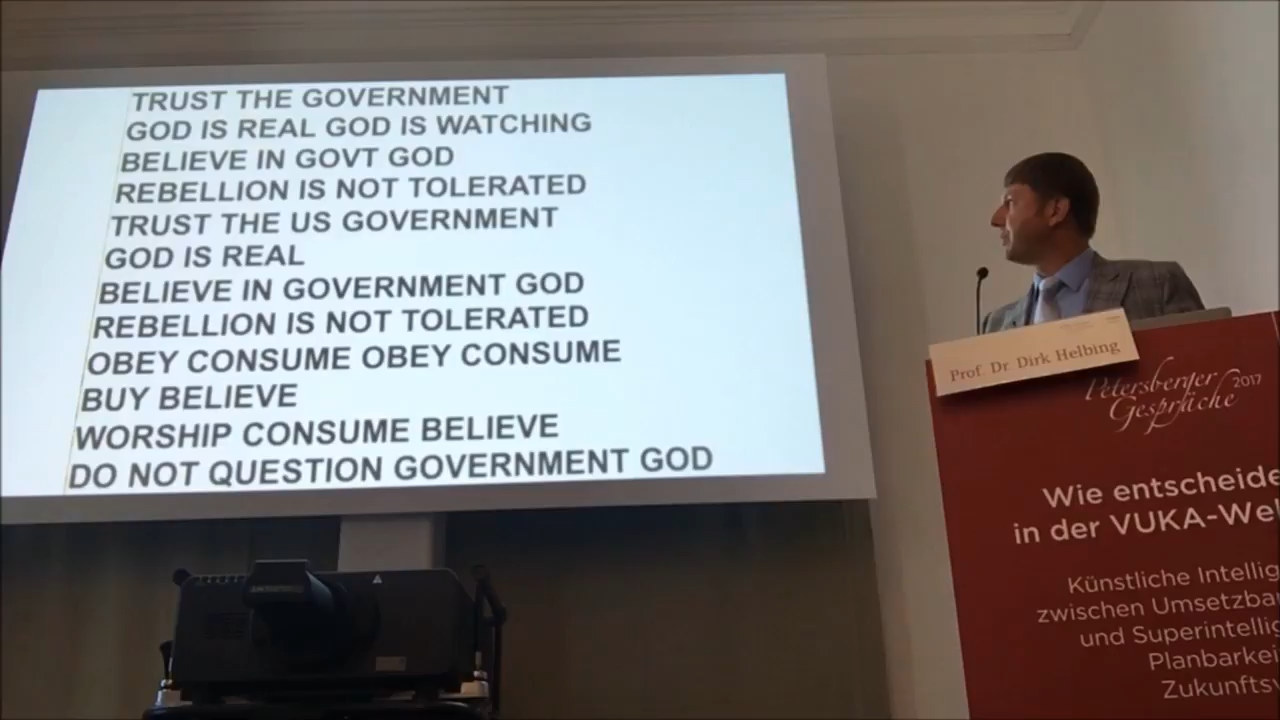 TRUST THE GOVERNMENT
GOD IS REAL GOD IS WATCHING
BELIEVE IN GOVT GOD
REBELLION IS NOT TOLERATED
TRUST THE US GOVERNMENT
GOD IS REAL
BELIEVE IN GOVERNMENT GOD
REBELLION IS NOT TOLERATED
OBEY CONSUME OBEY CONSUME
BUY BELIEVE
WORSHIP CONSUME BELIEVE
DO NOT QUESTION GOVERNMENT GOD
Prof. Dr. Dirk Helbing
Petersberger
Gespräche 2017
Wie entscheide
in der VUKA-Wel
Künstliche Intellig
zwischen Umsetzba
und Superintellig
Planbarkei
Zukunftsv